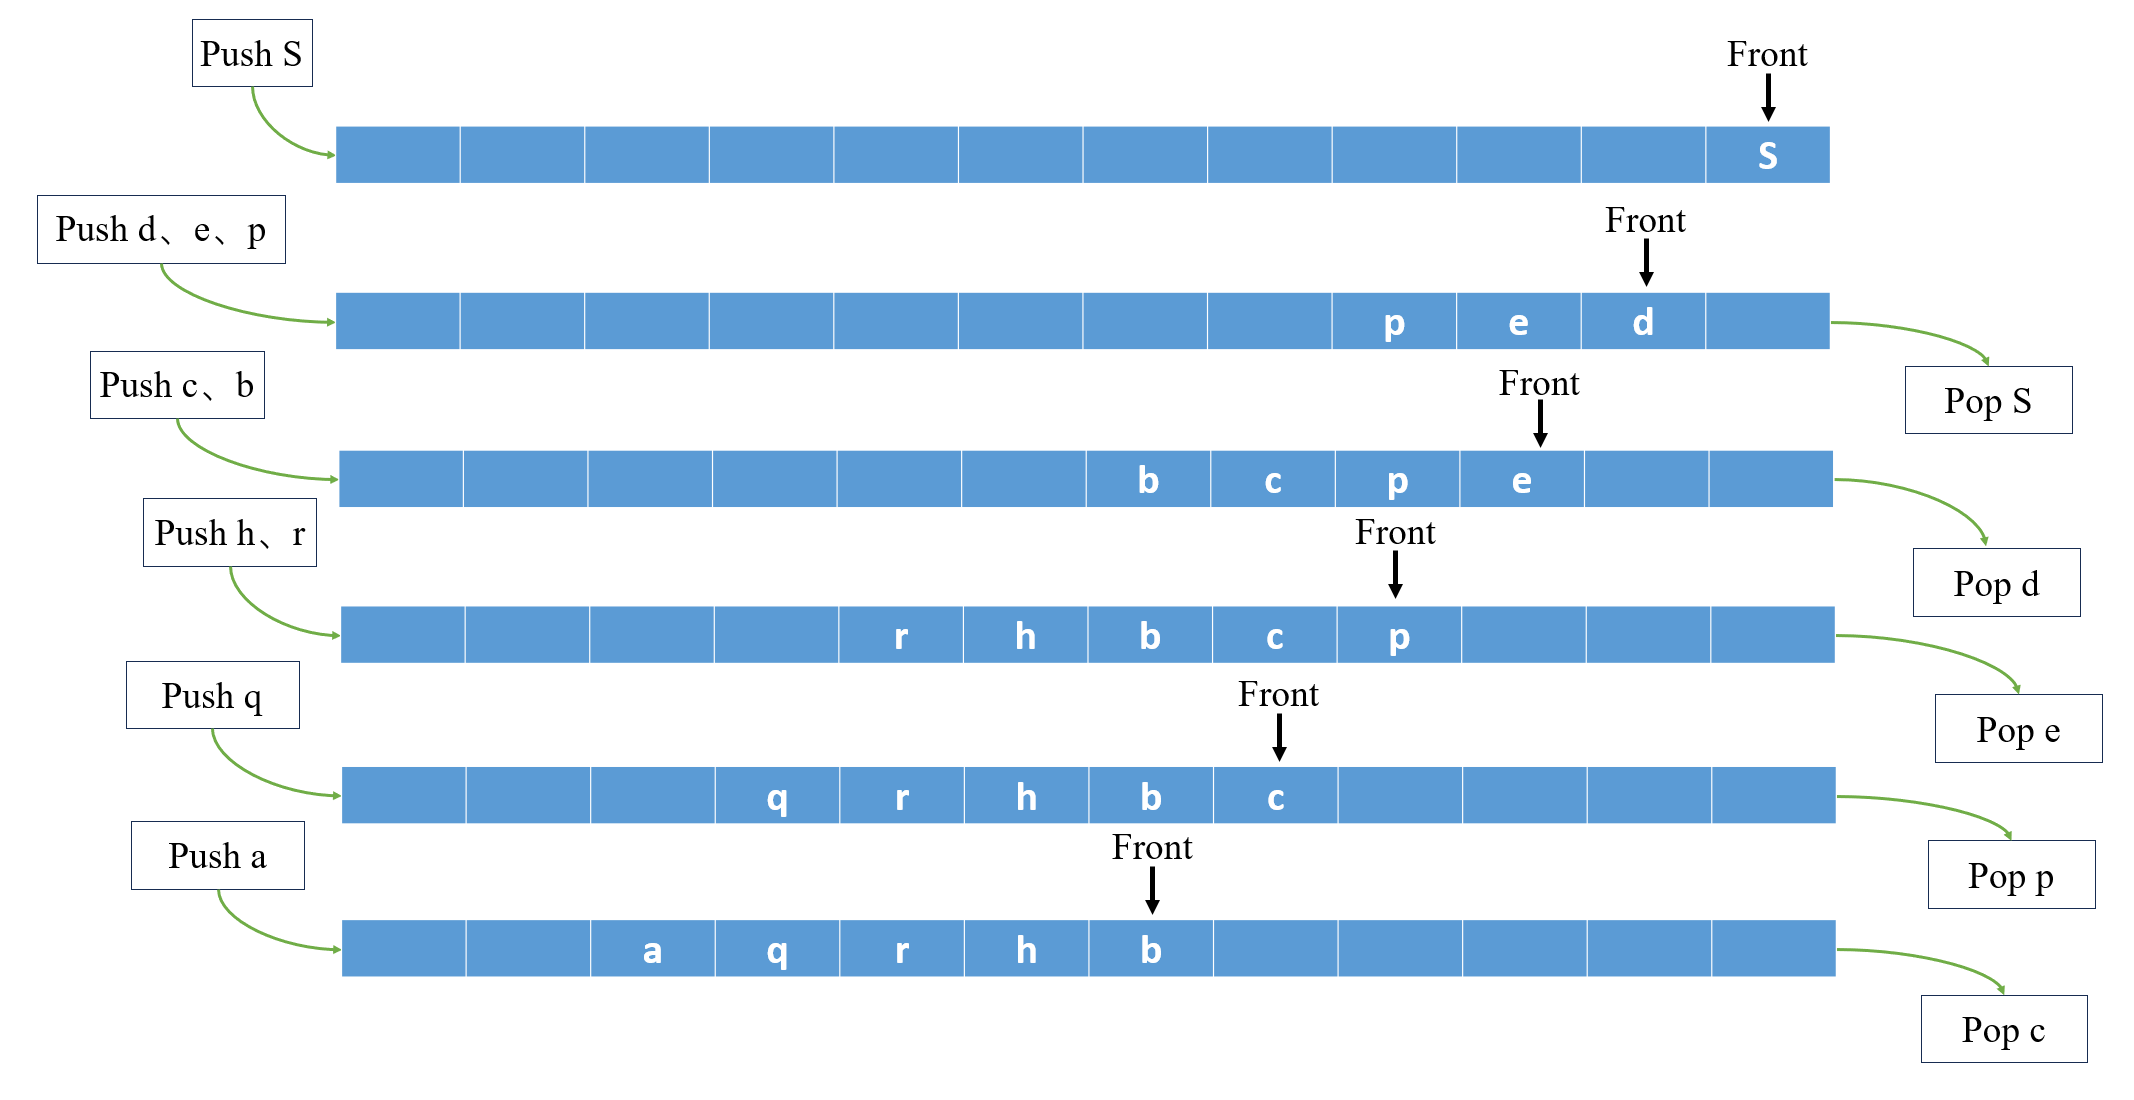 Push S
Front
S
Push d、e、p
Front
p e d
Pop S
Push c、b
Front
b c p e
Pop d
Push h、r
Front
r h b c p
Pop e
Push q
Front
q r h b c
Pop p
Push a
Front
a q r h b
Pop c